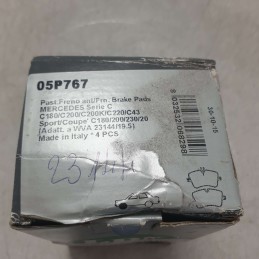 05P767
Past. Freno ant/Frn. Brake Pads
MERCEDES Serie C
C180/C200/C200K/C220/C43
Sport/Coupe' C180/200/230/20
(Adatt. a WVA 23144/19.5)
Made in Italy * 4 PCS